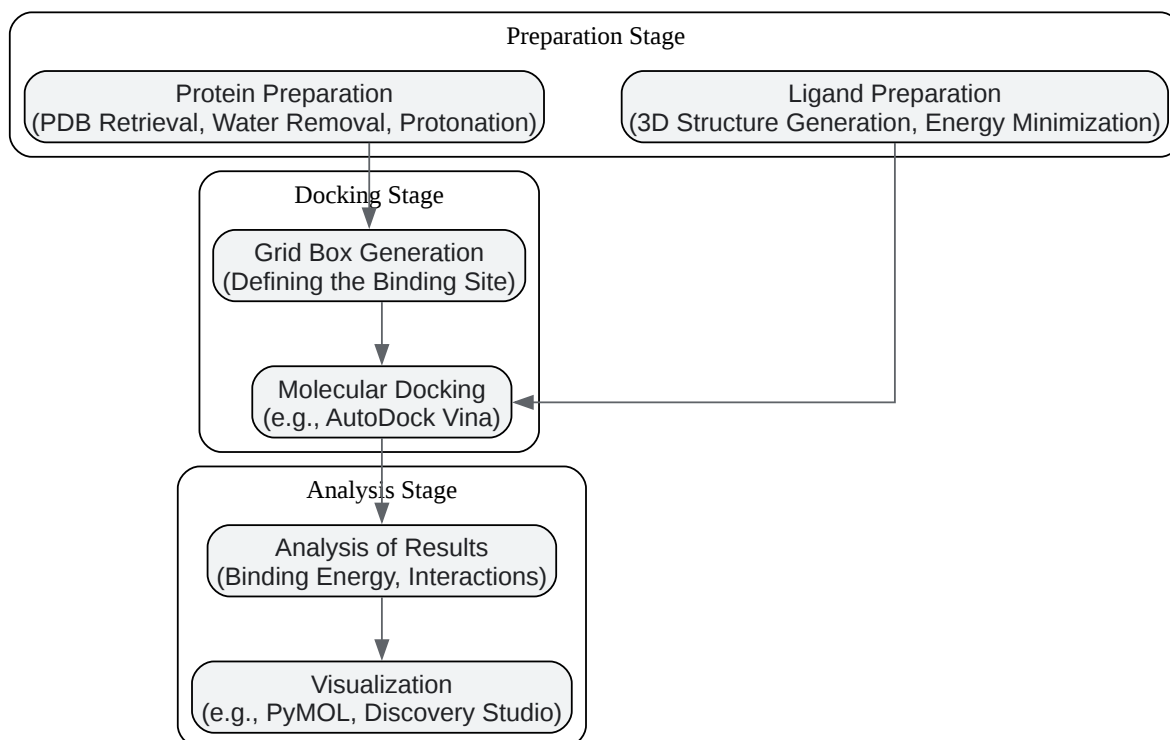 Preparation Stage
Protein Preparation
(PDB Retrieval, Water Removal, Protonation)
Ligand Preparation
(3D Structure Generation, Energy Minimization)
Docking Stage
Grid Box Generation
(Defining the Binding Site)
Molecular Docking
(e.g., AutoDock Vina)
Analysis Stage
Analysis of Results
(Binding Energy, Interactions)
Visualization
(e.g., PyMOL, Discovery Studio)